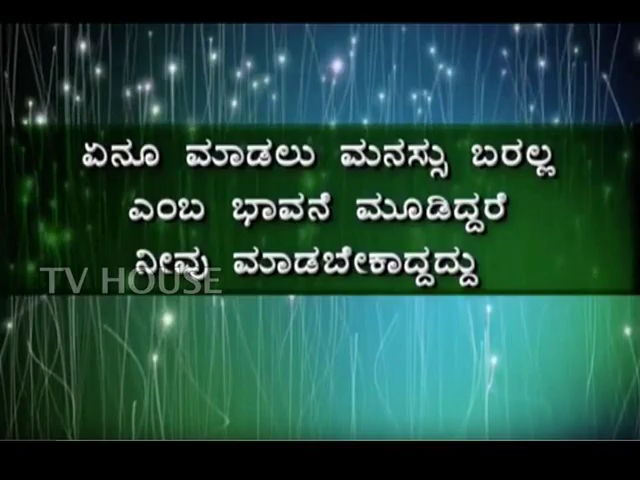 ಏನೂ ಮಾಡಲು ಮನಸ್ಸು ಬರಲ್ಲ
ಎಂಬ ಭಾವನೆ ಮೂಡಿದ್ದರೆ
ನೀವು ಮಾಡಬೇಕಾದ್ದದ್ದು
TV HOUSE